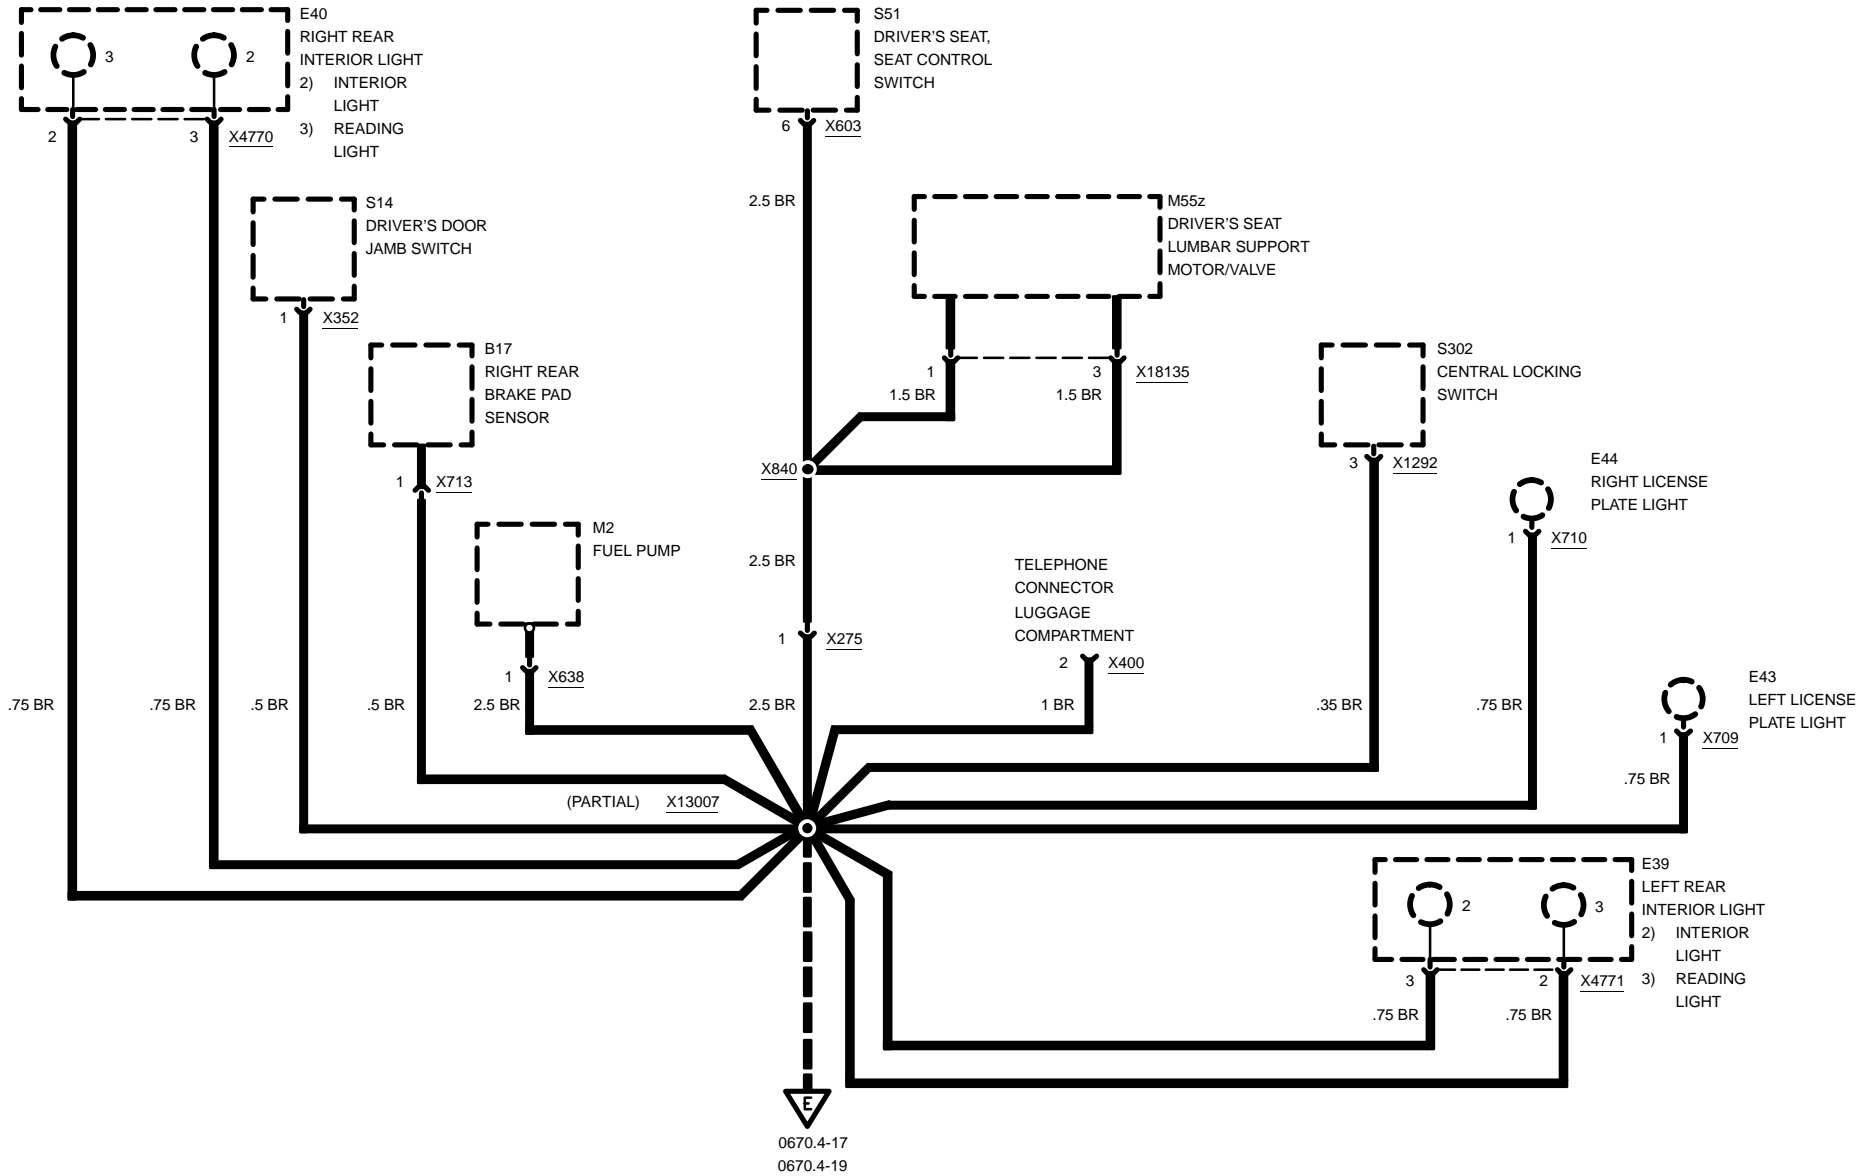 E40
RIGHT REAR
INTERIOR LIGHT
2) INTERIOR
LIGHT
3) READING
LIGHT
3
2
2
3
X4770
S51
DRIVER'S SEAT,
SEAT CONTROL
SWITCH
6
X603
2.5 BR
S14
DRIVER'S DOOR
JAMB SWITCH
1
X352
M55z
DRIVER'S SEAT
LUMBAR SUPPORT
MOTOR/VALVE
1
3
X18135
1.5 BR
1.5 BR
B17
RIGHT REAR
BRAKE PAD
SENSOR
1
X713
S302
CENTRAL LOCKING
SWITCH
3
X1292
X840
E44
RIGHT LICENSE
PLATE LIGHT
1
X710
M2
FUEL PUMP
1
X638
2.5 BR
1
X275
TELEPHONE
CONNECTOR
LUGGAGE
COMPARTMENT
2
X400
E43
LEFT LICENSE
PLATE LIGHT
1
X709
.75 BR
.75 BR
.75 BR
.5 BR
.5 BR
2.5 BR
2.5 BR
1 BR
.35 BR
.75 BR
(PARTIAL) X13007
E39
LEFT REAR
INTERIOR LIGHT
2) INTERIOR
LIGHT
3) READING
LIGHT
2
3
3
2
X4771
.75 BR
.75 BR
E
0670.4-17
0670.4-19